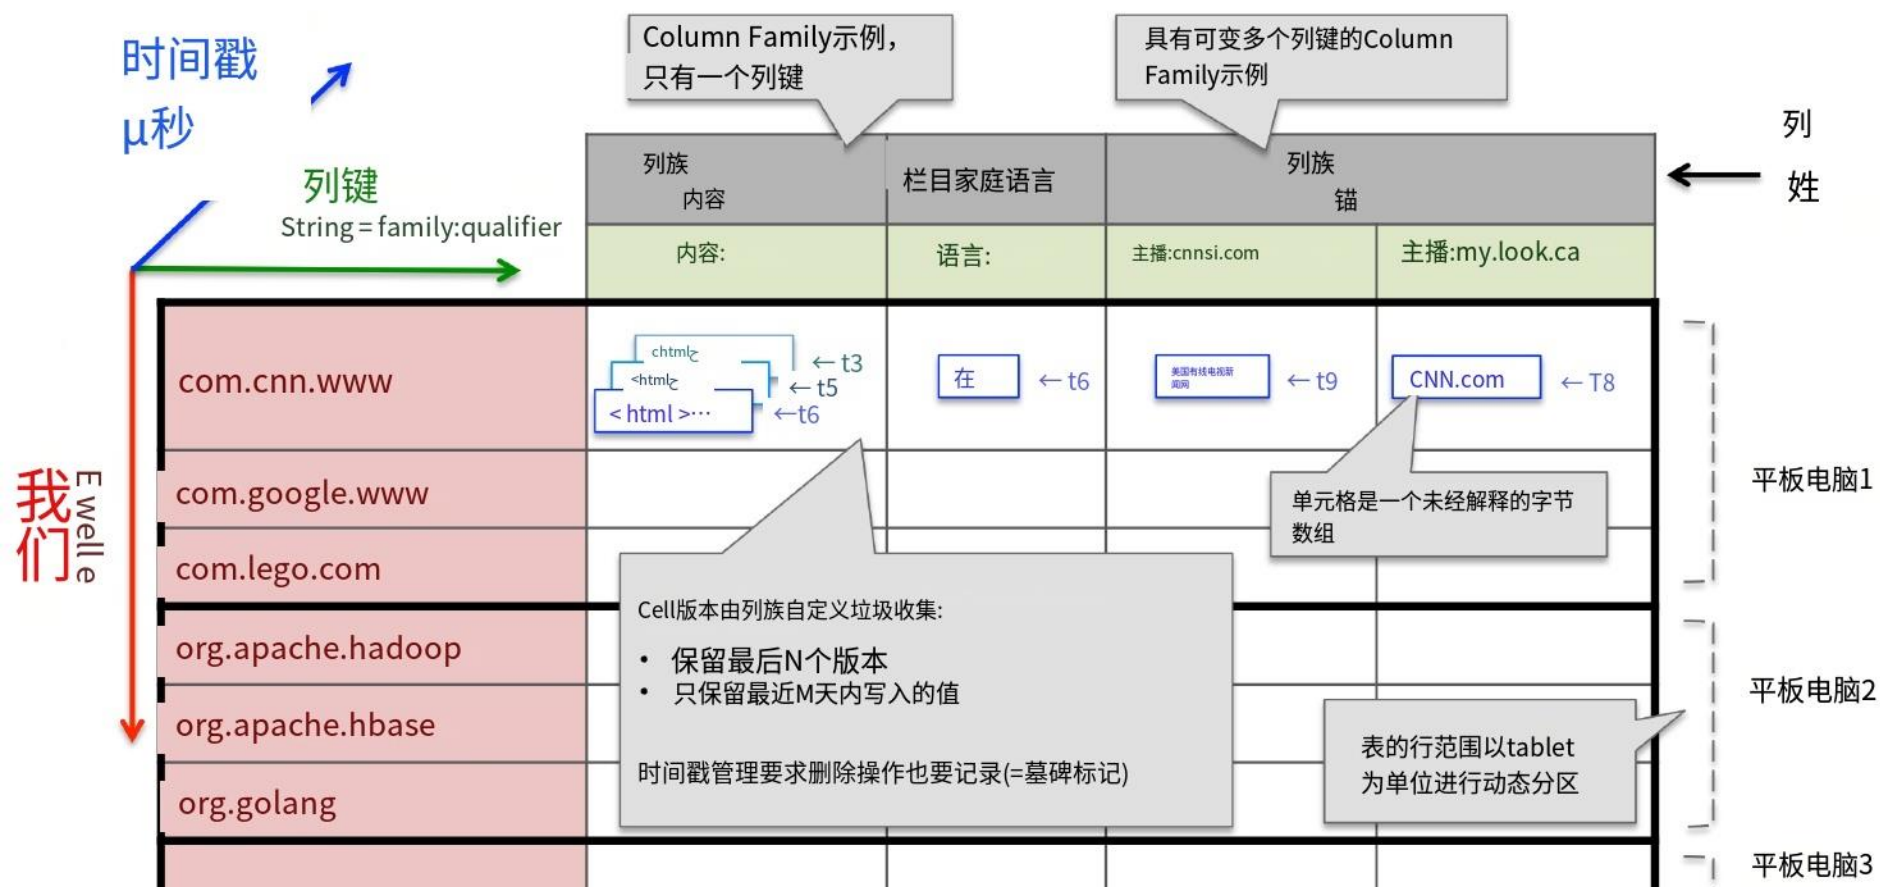 时间戳
μ秒
列键
String = family:qualifier
Column Family示例，
只有一个列键
具有可变多个列键的Column
Family示例
列
姓
列族
内容
栏目家庭语言
列族
锚
内容:
语言:
主播:cnnsi.com
主播:my.look.ca
com.cnn.www
chtml
← t3
<html
← t5
< html >···
←t6
在
← t6
美国有线电视新
闻网
← t9
CNN.com
← T8
我们
E well e
com.google.www
com.lego.com
org.apache.hadoop
org.apache.hbase
org.golang
单元格是一个未经解释的字节
数组
Cell版本由列族自定义垃圾收集:
• 保留最后N个版本
• 只保留最近M天内写入的值
时间戳管理要求删除操作也要记录(=墓碑标记)
表的行范围以tablet
为单位进行动态分区
平板电脑1
平板电脑2
平板电脑3